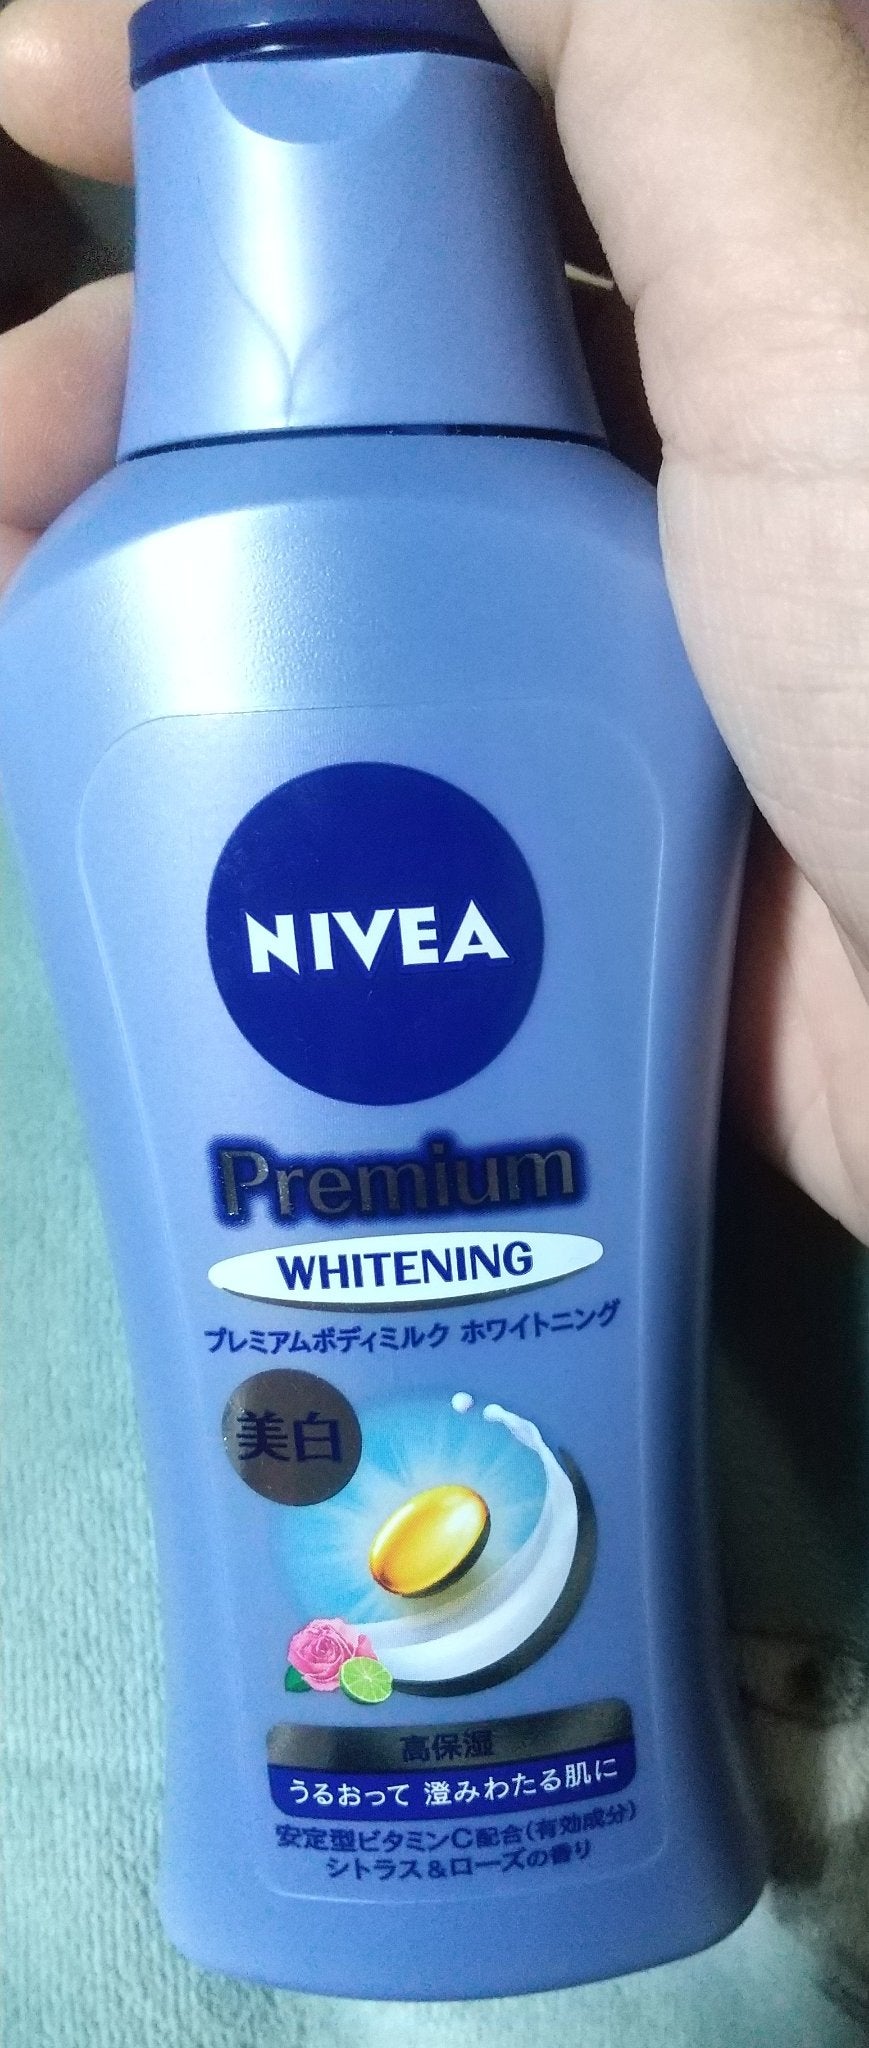 NIVEA
Premium
WHITENING
プレミアムボディミルク ホワイトニング
美白
高保湿
うるおって 澄みわたる肌に
安定型ビタミンC配合(有効成分)
シトラス&ローズの香り